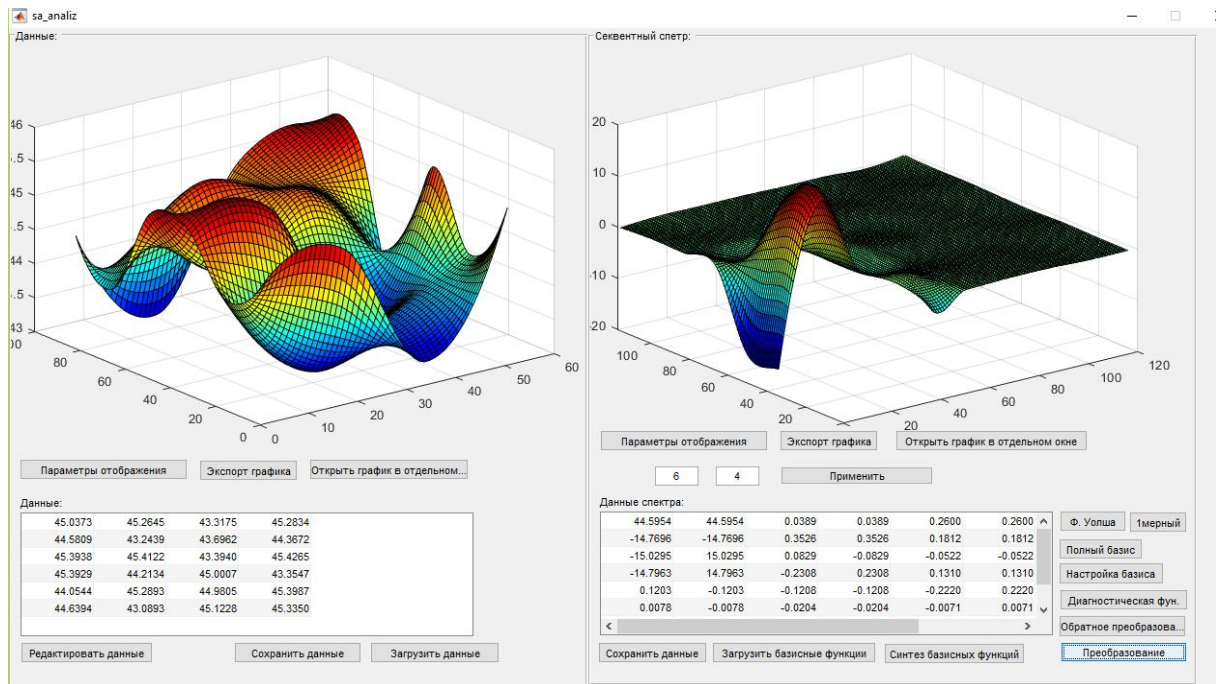 sa_analiz
Данные:
Секвентный спетр:
46
.5
45
.5
44
.5
43
00
80
60
40
20
0
0
10
20
30
40
50
60
20
10
0
-10
-20
100
80
60
40
20
20
40
60
80
100
120
Параметры отображения
Экспорт графика
Открыть график в отдельном...
Параметры отображения
Экспорт графика
Открыть график в отдельном окне
6
4
Применить
Данные:
45.0373 45.2645 43.3175 45.2834
44.5809 43.2439 43.6962 44.3672
45.3938 45.4122 43.3940 45.4265
45.3929 44.2134 45.0007 43.3547
44.0544 45.2893 44.9805 45.3987
44.6394 43.0893 45.1228 45.3350
Редактировать данные
Сохранить данные
Загрузить данные
Данные спектра:
44.5954 44.5954 0.0389 0.0389 0.2600 0.2600
-14.7696 -14.7696 0.3526 0.3526 0.1812 0.1812
-15.0295 15.0295 0.0829 -0.0829 -0.0522 -0.0522
-14.7963 14.7963 -0.2308 0.2308 0.1310 0.1310
0.1203 -0.1203 -0.1208 -0.1208 -0.2220 0.2220
0.0078 -0.0078 -0.0204 -0.0204 -0.0071 0.0071
Ф. Уолша
1мерный
Полный базис
Настройка базиса
Диагностическая фун.
Обратное преобразова...
Сохранить данные
Загрузить базисные функции
Синтез базисных функций
Преобразование